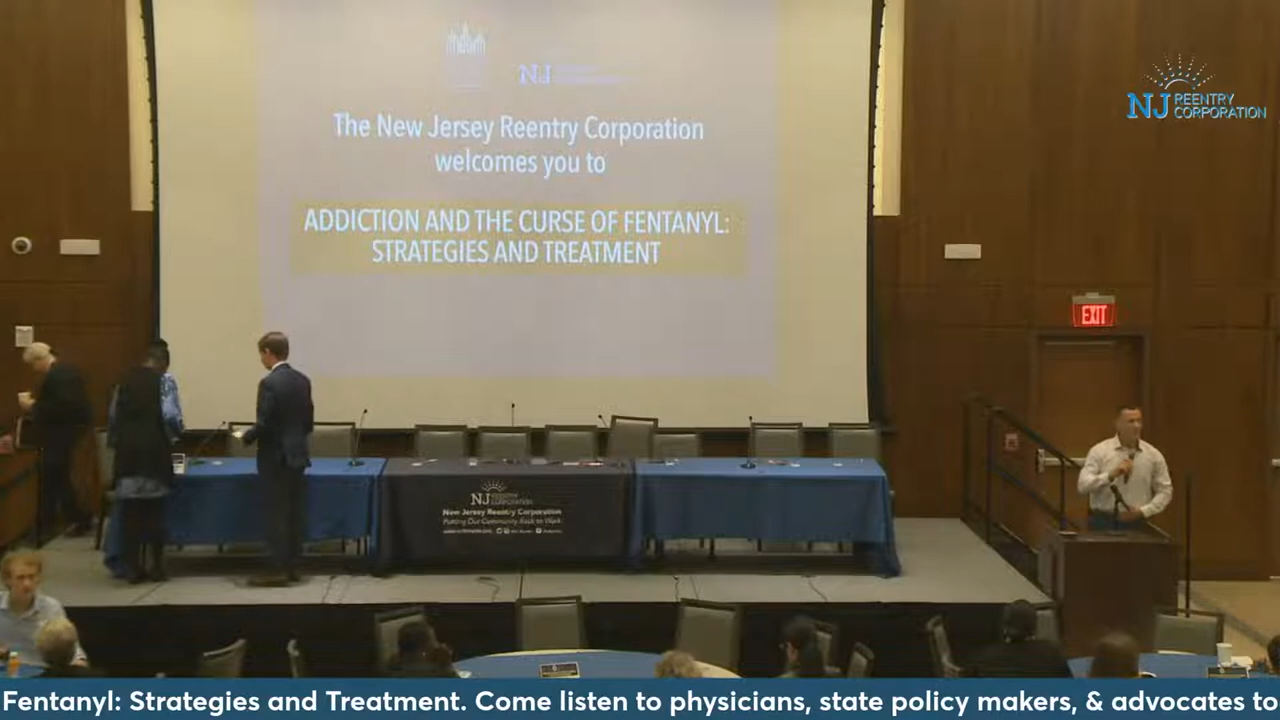 NJ
The New Jersey Reentry Corporation
welcomes you to
ADDICTION AND THE CURSE OF FENTANYL:
STRATEGIES AND TREATMENT
NJ REENTRY
CORPORATION
EXIT
NJ REENTRY
CORPORATION
New Jersey Reentry Corporation
Putting Our Community Back to Work
Fentanyl: Strategies and Treatment. Come listen to physicians, state policy makers, & advocates to